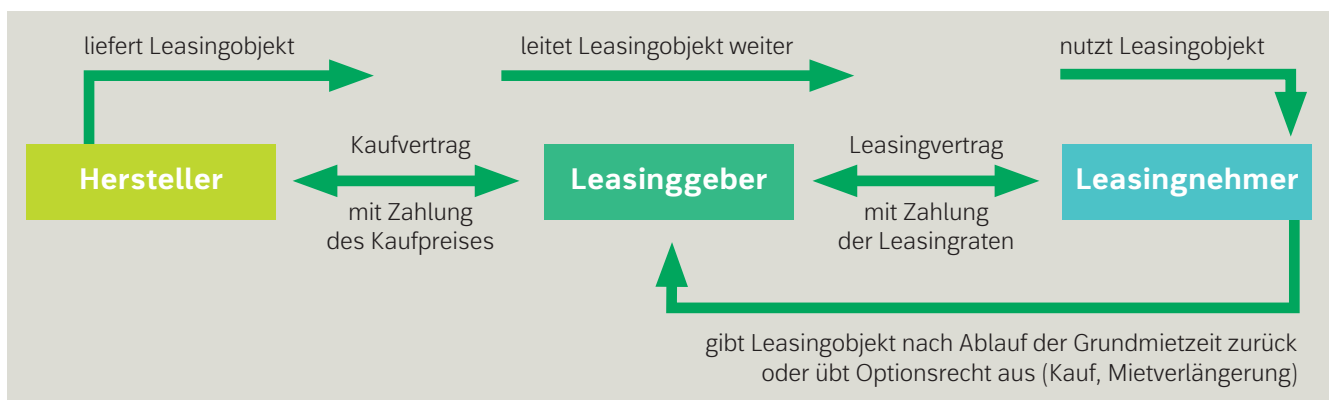 liefert Leasingobjekt
leitet Leasingobjekt weiter
nutzt Leasingobjekt
Hersteller
Kaufvertrag
mit Zahlung
des Kaufpreises
Leasinggeber
Leasingvertrag
mit Zahlung
der Leasingraten
Leasingnehmer
gibt Leasingobjekt nach Ablauf der Grundmietzeit zurück
oder übt Optionsrecht aus (Kauf, Mietverlängerung)